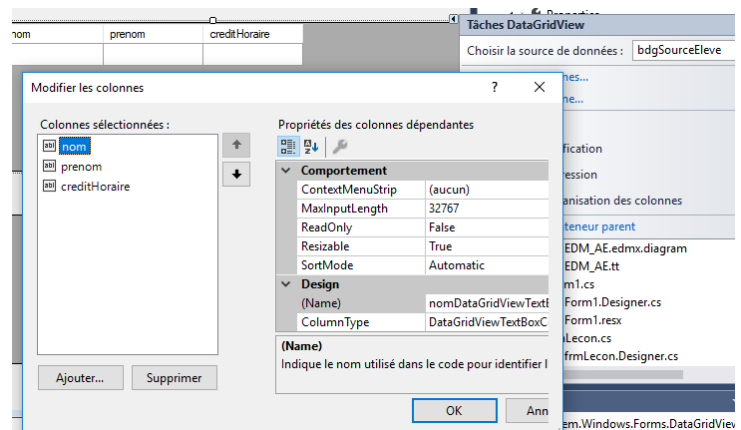 nom prenom creditHoraire
Tâches DataGridView
Choisir la source de données : bdgSourceEleve
Modifier les colonnes ? ×
Colonnes sélectionnées :
nom
prenom
creditHoraire
Ajouter... Supprimer
Propriétés des colonnes dépendantes
Comportement
ContextMenuStrip (aucun)
MaxInputLength 32767
ReadOnly False
Resizable True
SortMode Automatic
Design
(Name) nomDataGridViewTextB
ColumnType DataGridViewTextBoxC
(Name)
Indique le nom utilisé dans le code pour identifier l
OK Ann
nes...
ne...
fication
ression
anisation des colonnes
teneur parent
EDM_AE.edmx.diagram
EDM_AE.tt
m1.cs
Form1.Designer.cs
Form1.resx
Lecon.cs
frmLecon.Designer.cs
em.Windows.Forms.DataGridView